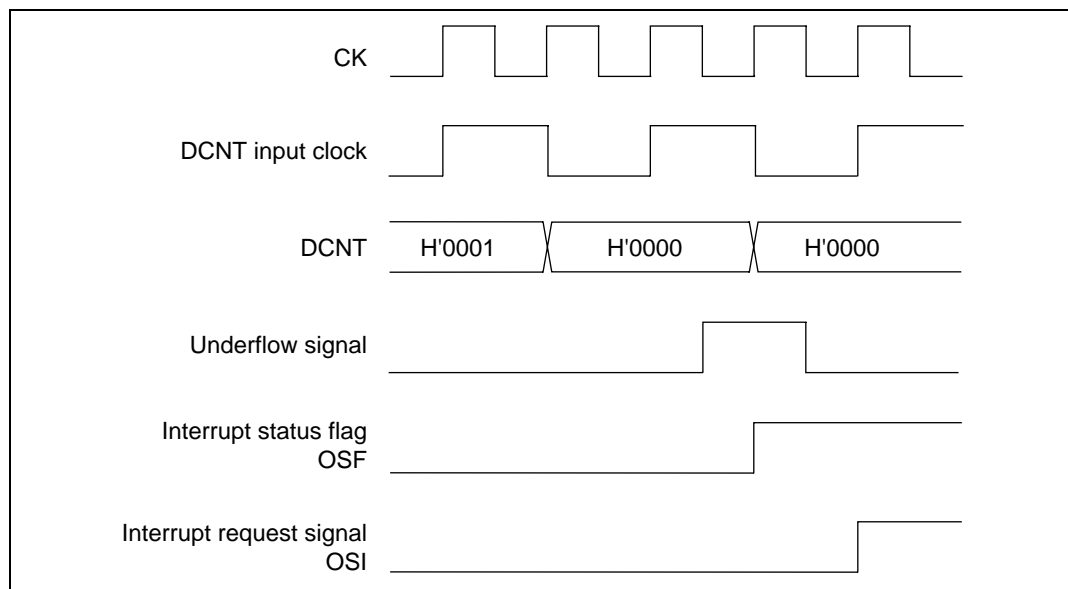 CK
DCNT input clock
DCNT H'0001 H'0000 H'0000
Underflow signal
Interrupt status flag
OSF
Interrupt request signal
OSI